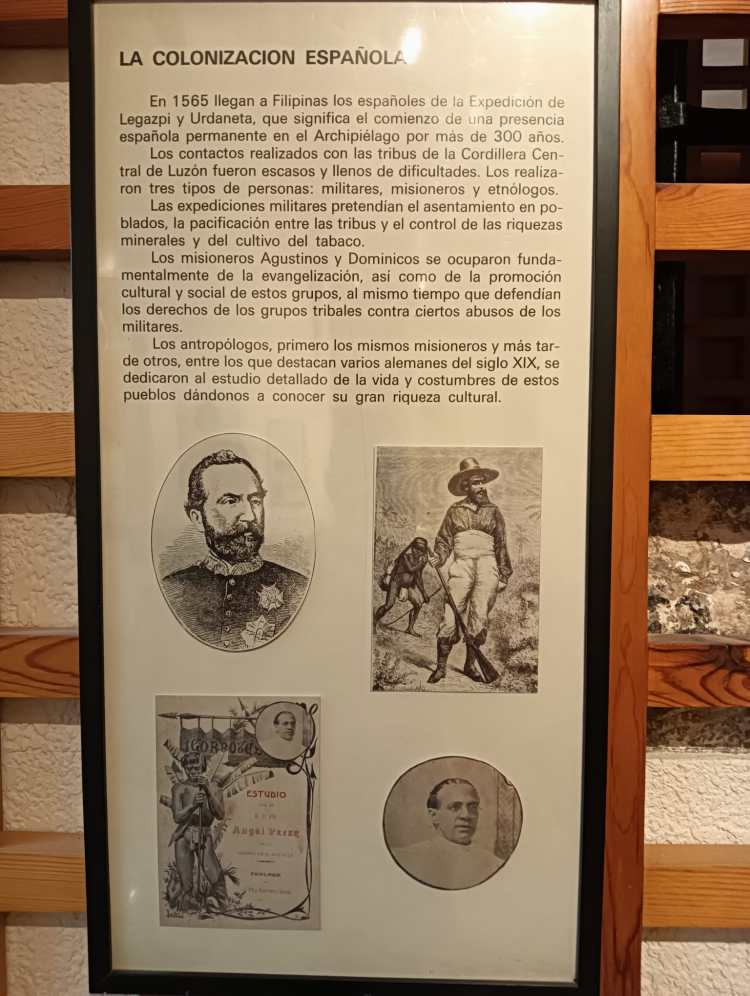 LA COLONIZACION ESPAÑOLA
En 1565 llegan a Filipinas los españoles de la Expedición de
Legazpi y Urdaneta, que significa el comienzo de una presencia
española permanente en el Archipiélago por más de 300 años.
Los contactos realizados con las tribus de la Cordillera Cen-
tral de Luzón fueron escasos y llenos de dificultades. Los realiza-
ron tres tipos de personas: militares, misioneros y etnólogos.
Las expediciones militares pretendían el asentamiento en po-
blados, la pacificación entre las tribus y el control de las riquezas
minerales y del cultivo del tabaco.
Los misioneros Agustinos y Dominicos se ocuparon funda-
mentalmente de la evangelización, así como de la promoción
cultural y social de estos grupos, al mismo tiempo que defendían
los derechos de los grupos tribales contra ciertos abusos de los
militares.
Los antropólogos, primero los mismos misioneros y más tar-
de otros, entre los que destacan varios alemanes del siglo XIX, se
dedicaron al estudio detallado de la vida y costumbres de estos
pueblos dándonos a conocer su gran riqueza cultural.
IGORROTES
ESTUDIO
Angel Perez